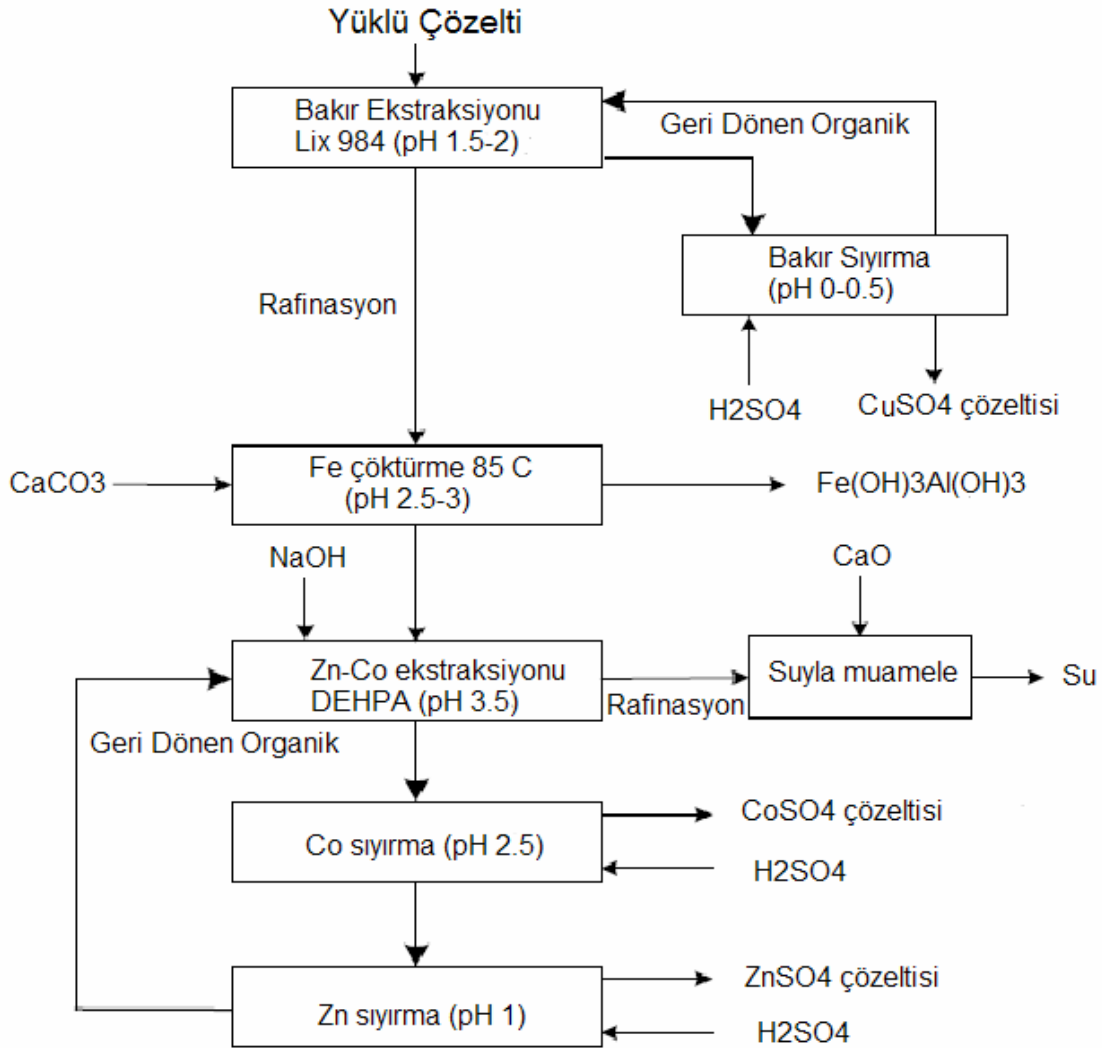 Yüklü Çözelti
Bakır Ekstraksiyonu
Lix 984 (pH 1.5-2)
Geri Dönen Organik
Bakır Sıyırma
(pH 0-0.5)
Rafinasyon
H2SO4
CuSO4 çözeltisi
CaCO3
Fe çöktürme 85 C
(pH 2.5-3)
Fe(OH)3Al(OH)3
NaOH
CaO
Zn-Co ekstraksiyonu
DEHPA (pH 3.5)
Rafinasyon
Suyla muamele
Su
Geri Dönen Organik
Co sıyırma (pH 2.5)
CoSO4 çözeltisi
H2SO4
Zn sıyırma (pH 1)
ZnSO4 çözeltisi
H2SO4